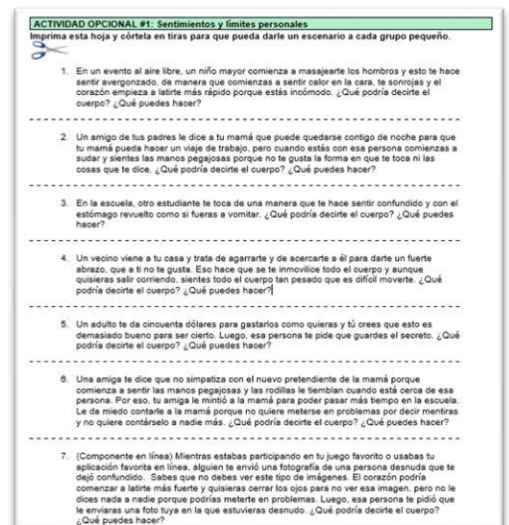 ACTIVIDAD OPCIONAL #1: Sentimientos y límites personales
Imprima esta hoja y córtela en tiras para que pueda darle un escenario a cada grupo pequeño.
1. En un evento al aire libre, un niño mayor comienza a masajearte los hombros y esto te hace
sentir avergonzado, de manera que comienzas a sentir calor en la cara, te sonrojas y el
corazón empieza a latirte más rápido porque estás incómodo. ¿Qué podría decirte el
cuerpo? ¿Qué puedes hacer?
2. Un amigo de tus padres le dice a tu mamá que puede quedarse contigo de noche para que
tu mamá pueda hacer un viaje de trabajo, pero cuando estás con esa persona comienzas a
sudar y sientes las manos pegajosas porque no te gusta la forma en que te toca ni las
cosas que te dice. ¿Qué podría decirte el cuerpo? ¿Qué puedes hacer?
3. En la escuela, otro estudiante te toca de una manera que te hace sentir confundido y con el
estómago revuelto como si fueras a vomitar. ¿Qué podría decirte el cuerpo? ¿Qué puedes
hacer?
4. Un vecino viene a tu casa y trata de agarrarte y de acercarte a él para darte un fuerte
abrazo, que a ti no te gusta. Eso hace que se te inmovilice todo el cuerpo y aunque
quisieras salir corriendo, sientes todo el cuerpo tan pesado que es difícil moverte. ¿Qué
podría decirte el cuerpo? ¿Qué puedes hacer?
5. Un adulto te da cincuenta dólares para gastarlos como quieras y tú crees que esto es
demasiado bueno para ser cierto. Luego, esa persona te pide que guardes el secreto. ¿Qué
podría decirte el cuerpo? ¿Qué puedes hacer?
6. Una amiga te dice que no simpatiza con el nuevo pretendiente de la mamá porque
comienza a sentir las manos pegajosas y las rodillas le tiemblan cuando está cerca de esa
persona. Por eso, tu amiga le mintió a la mamá para poder pasar más tiempo en la escuela.
Le da miedo contarle a la mamá porque no quiere meterse en problemas por decir mentiras
y no quiere contárselo a nadie más. ¿Qué podría decirte el cuerpo? ¿Qué puedes hacer?
7. (Componente en línea) Mientras estabas participando en tu juego favorito o usabas tu
aplicación favorita en línea, alguien te envió una fotografía de una persona desnuda que te
dejó confundido. Sabes que no debes ver este tipo de imágenes. El corazón podría
comenzar a latirte más fuerte y quisieras cerrar los ojos para no ver esa imagen, pero no le
dices nada a nadie porque podrías meterte en problemas. Luego, esa persona te pidió que
le enviaras una foto tuya en la que estuvieras desnudo. ¿Qué podría decirte el cuerpo?
¿Qué puedes hacer?